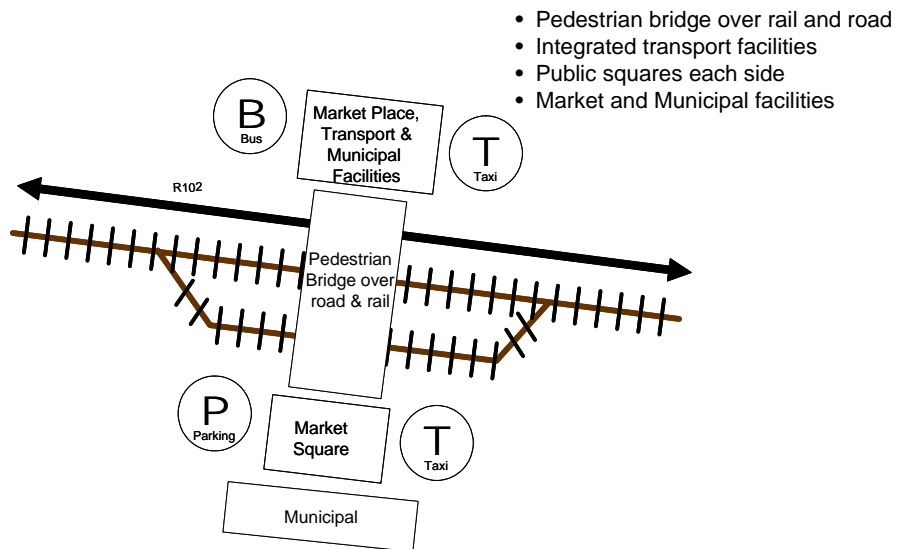 • Pedestrian bridge over rail and road
• Integrated transport facilities
• Public squares each side
• Market and Municipal facilities
B
Bus
Market Place,
Transport &
Municipal
Facilities
T
Taxi
R102
Pedestrian
Bridge over
road & rail
P
Parking
Market
Square
T
Taxi
Municipal